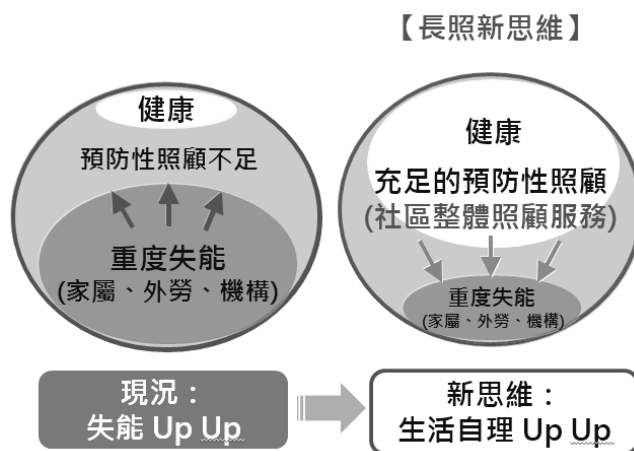 【長照新思維】
健康
預防性照顧不足
重度失能
(家屬、外勞、機構)
健康
充足的預防性照顧
(社區整體照顧服務)
重度失能
(家屬、外勞、機構)
現況：
失能 Up Up
新思維：
生活自理 Up Up